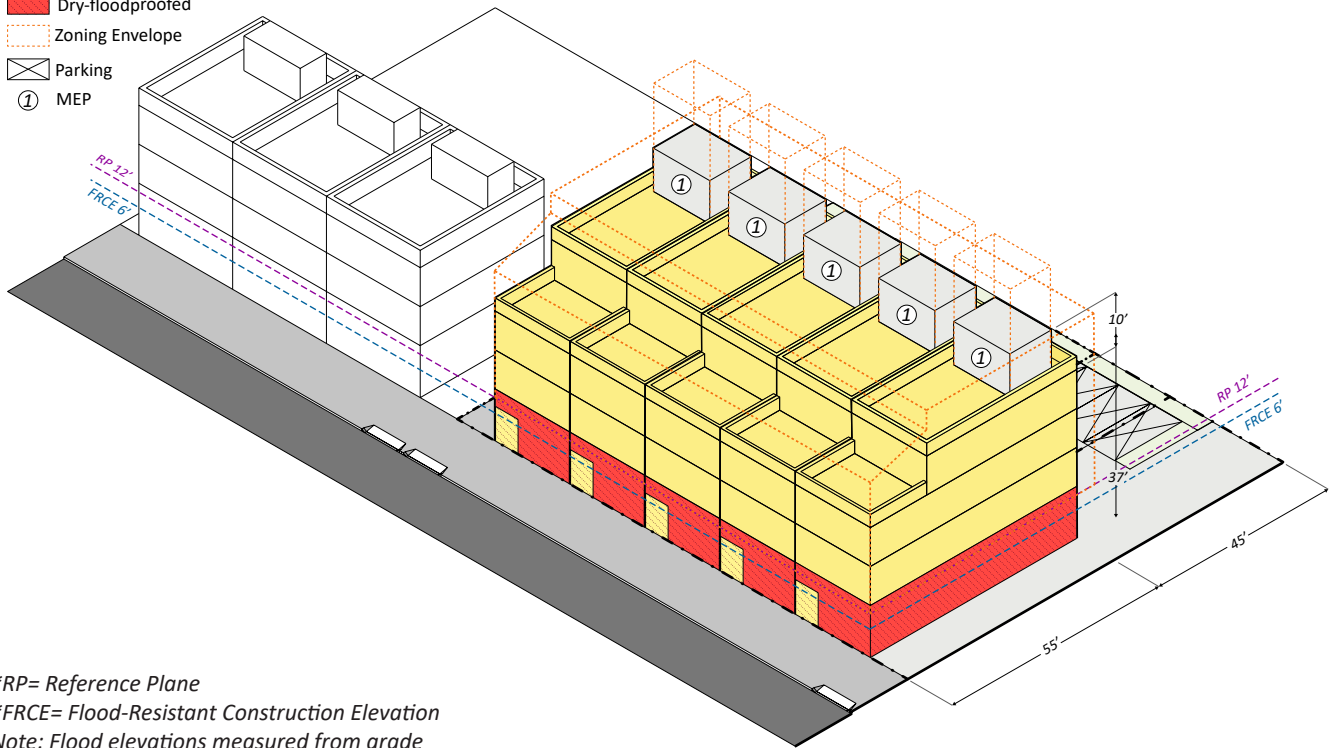 Dry-floodproofed
Zoning Envelope
Parking
1 MEP
RP 12'
FRCE 6'
1
1
1
1
1
10'
RP 12'
FRCE 6'
37'
45'
55'
*RP= Reference Plane
*FRCE= Flood-Resistant Construction Elevation
Note: Flood elevations measured from grade